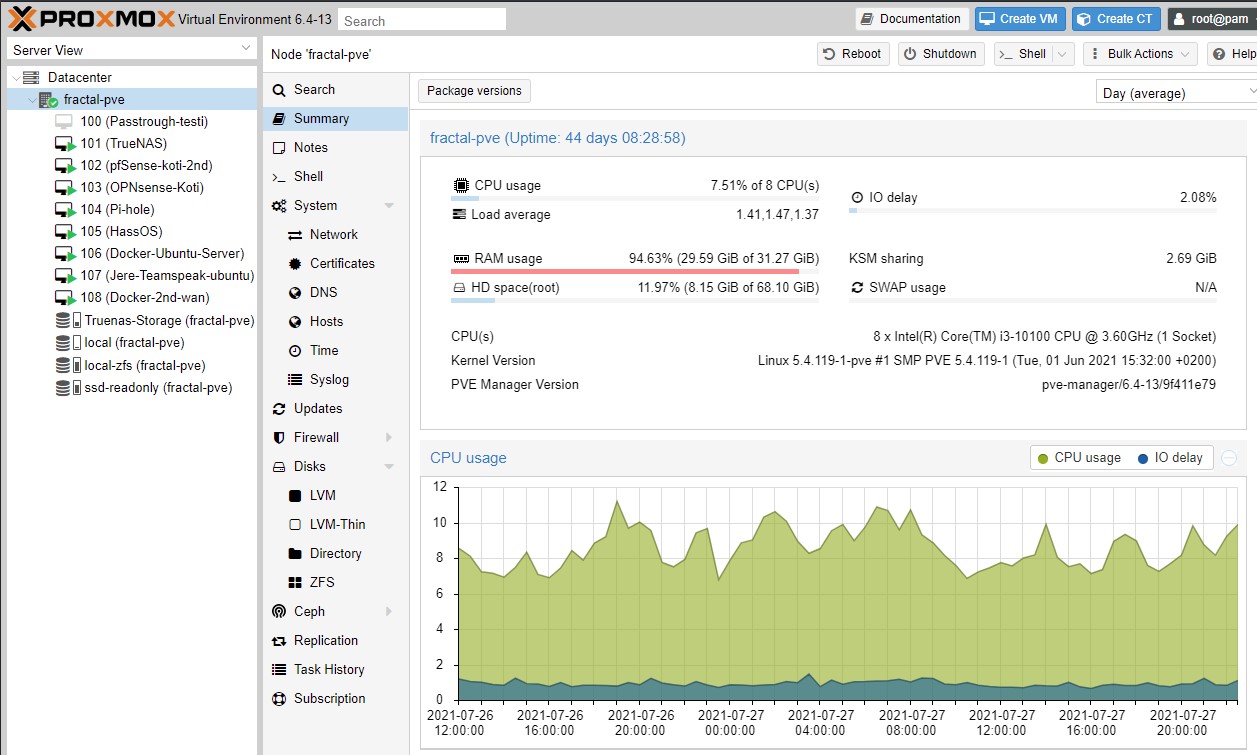 PROXMOX Virtual Environment 6.4-13 Search Documentation Create VM Create CT root@pam
Server View
Datacenter
fractal-pve
100 (Passtrough-testi)
101 (TrueNAS)
102 (pfSense-koti-2nd)
103 (OPNsense-Koti)
104 (Pi-hole)
105 (HassOS)
106 (Docker-Ubuntu-Server)
107 (Jere-Teamspeak-ubuntu)
108 (Docker-2nd-wan)
Truenas-Storage (fractal-pve)
local (fractal-pve)
local-zfs (fractal-pve)
ssd-readonly (fractal-pve)
Node 'fractal-pve' Reboot Shutdown Shell Bulk Actions Help
Search
Summary
Notes
Shell
System
Network
Certificates
DNS
Hosts
Time
Syslog
Updates
Firewall
Disks
LVM
LVM-Thin
Directory
ZFS
Ceph
Replication
Task History
Subscription
Package versions Day (average)
fractal-pve (Uptime: 44 days 08:28:58)
CPU usage 7.51% of 8 CPU(s)
IO delay 2.08%
Load average 1.41,1.47,1.37
RAM usage 94.63% (29.59 GiB of 31.27 GiB)
KSM sharing 2.69 GiB
HD space(root) 11.97% (8.15 GiB of 68.10 GiB)
SWAP usage N/A
CPU(s) 8 x Intel(R) Core(TM) i3-10100 CPU @ 3.60GHz (1 Socket)
Kernel Version Linux 5.4.119-1-pve #1 SMP PVE 5.4.119-1 (Tue, 01 Jun 2021 15:32:00 +0200)
PVE Manager Version pve-manager/6.4-13/9f411e79
CPU usage CPU usage IO delay
12
10
8
6
4
2
0
2021-07-26 2021-07-26 2021-07-26 2021-07-27 2021-07-27 2021-07-27 2021-07-27 2021-07-27 2021-07-27
12:00:00 16:00:00 20:00:00 00:00:00 04:00:00 08:00:00 12:00:00 16:00:00 20:00:00